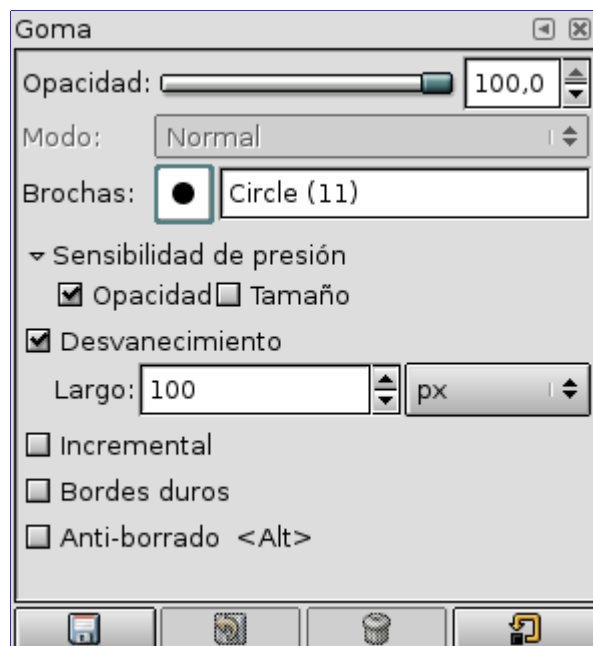 Goma
Opacidad: 100,0
Modo: Normal
Brochas: Circle (11)
Sensibilidad de presión
Opacidad Tamaño
Desvanecimiento
Largo: 100 px
Incremental
Bordes duros
Anti-borrado <Alt>